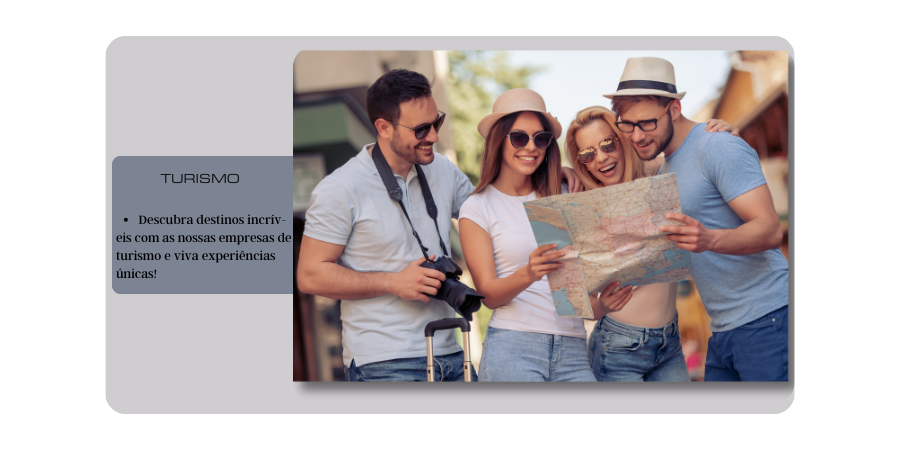 TURISMO
• Descubra destinos incrív-
eis com as nossas empresas de
turismo e viva experiências
únicas!